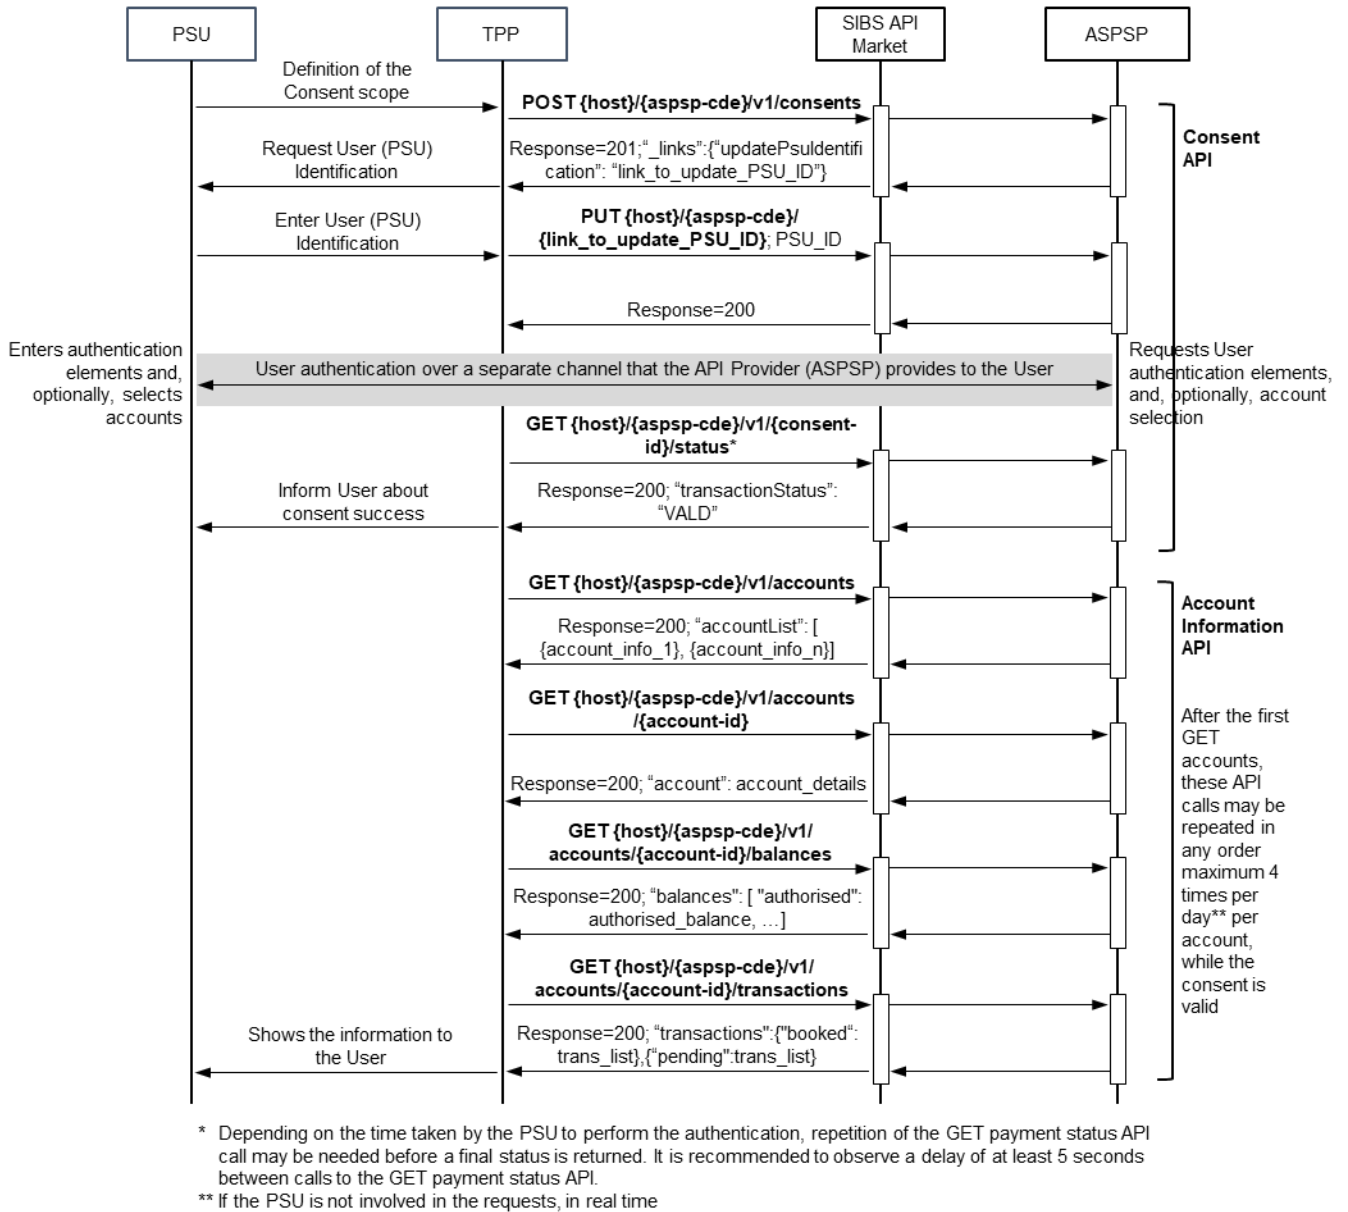 PSU
TPP
SIBS API
Market
ASPSP
Definition of the
Consent scope
POST {host}/{aspsp-cde}/v1/consents
Consent
API
Request User (PSU)
Identification
Response=201;“_links”:{“updatePsuIdentifi
cation”: “link_to_update_PSU_ID”}
Enter User (PSU)
Identification
PUT {host}/{aspsp-cde}/
{link_to_update_PSU_ID}; PSU_ID
Response=200
Enters authentication
elements and,
optionally, selects
accounts
User authentication over a separate channel that the API Provider (ASPSP) provides to the User
Requests User
authentication elements,
and, optionally, account
selection
GET {host}/{aspsp-cde}/v1/{consent-
id}/status*
Inform User about
consent success
Response=200; “transactionStatus”:
“VALD”
GET {host}/{aspsp-cde}/v1/accounts
Response=200; “accountList”: [
{account_info_1}, {account_info_n}]
Account
Information
API
GET {host}/{aspsp-cde}/v1/accounts
/{account-id}
Response=200; “account”: account_details
GET {host}/{aspsp-cde}/v1/
accounts/{account-id}/balances
Response=200; “balances": [ "authorised":
authorised_balance, …]
GET {host}/{aspsp-cde}/v1/
accounts/{account-id}/transactions
Response=200; “transactions":{"booked“:
trans_list},{“pending":trans_list}
Shows the information to
the User
After the first
GET
accounts,
these API
calls may be
repeated in
any order
maximum 4
times per
day** per
account,
while the
consent is
valid
* Depending on the time taken by the PSU to perform the authentication, repetition of the GET payment status API
call may be needed before a final status is returned. It is recommended to observe a delay of at least 5 seconds
between calls to the GET payment status API.
** If the PSU is not involved in the requests, in real time